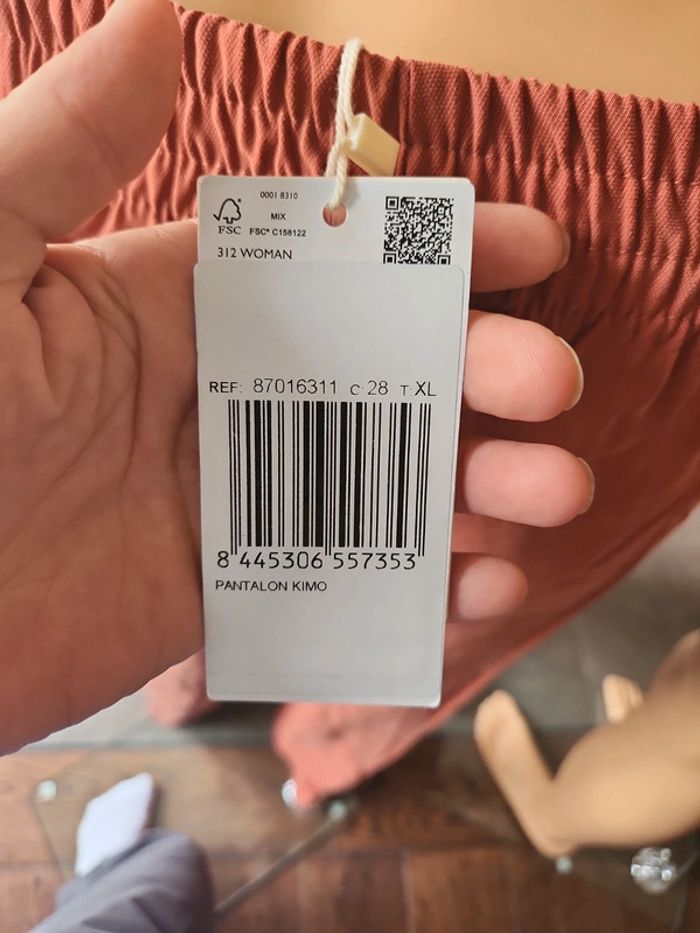 0001 8310
MIX
FSC FSC® C156122
312 WOMAN
REF: 87016311 C 28 T XL
8 445306 557353
PANTALON KIMO